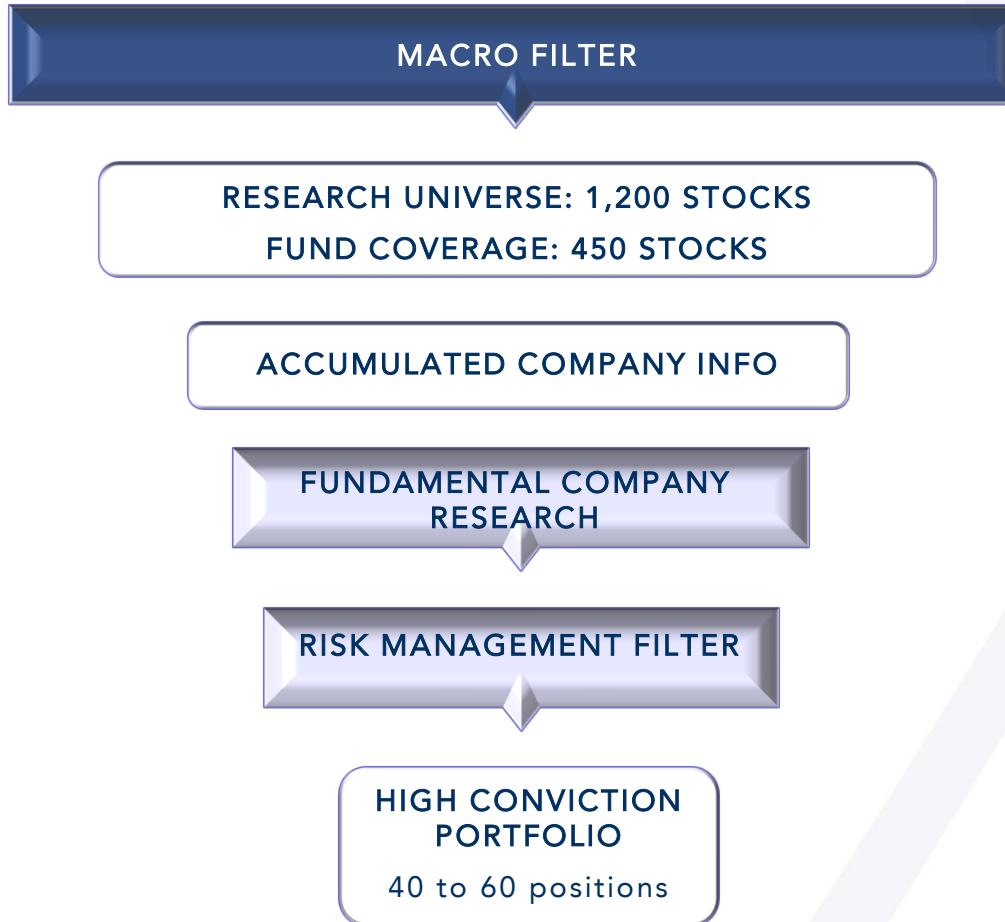 MACRO FILTER
RESEARCH UNIVERSE: 1,200 STOCKS
FUND COVERAGE: 450 STOCKS
ACCUMULATED COMPANY INFO
FUNDAMENTAL COMPANY
RESEARCH
RISK MANAGEMENT FILTER
HIGH CONVICTION
PORTFOLIO
40 to 60 positions